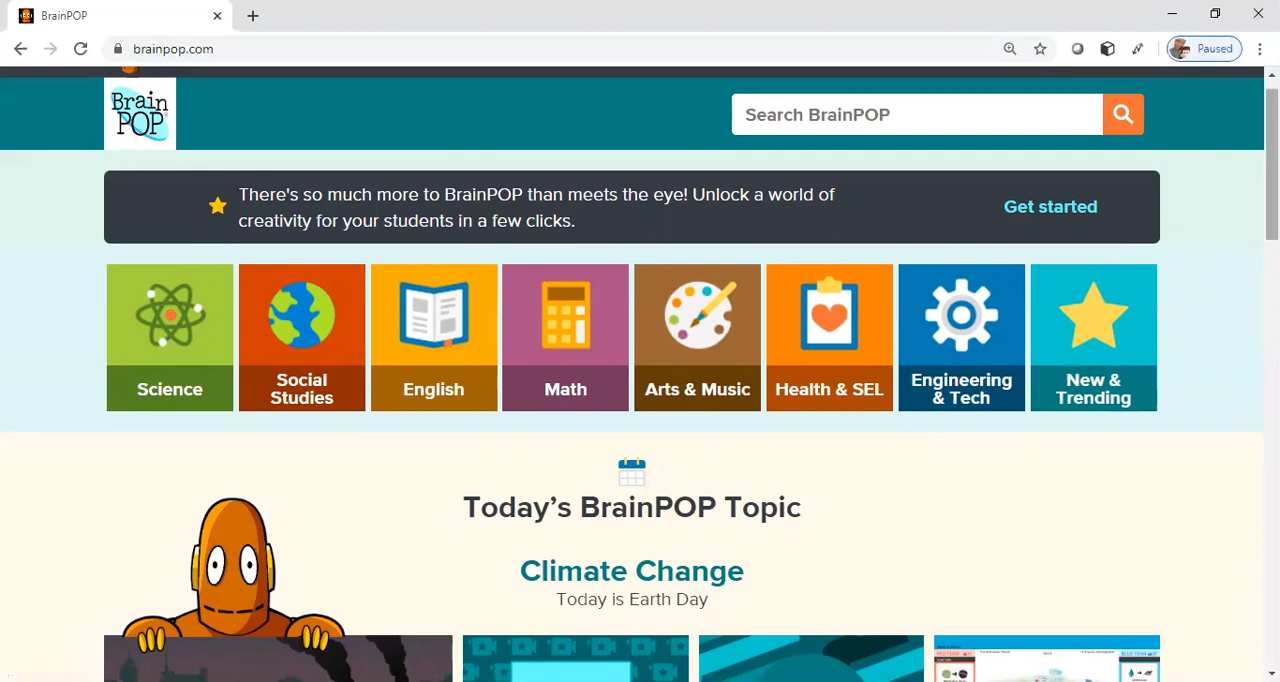 BrainPOP
brainpop.com
Paused
Brain
POP
Search BrainPOP
There's so much more to BrainPOP than meets the eye! Unlock a world of
creativity for your students in a few clicks.
Get started
Science
Social
Studies
English
Math
Arts & Music
Health & SEL
Engineering
& Tech
New &
Trending
Today's BrainPOP Topic
Climate Change
Today is Earth Day